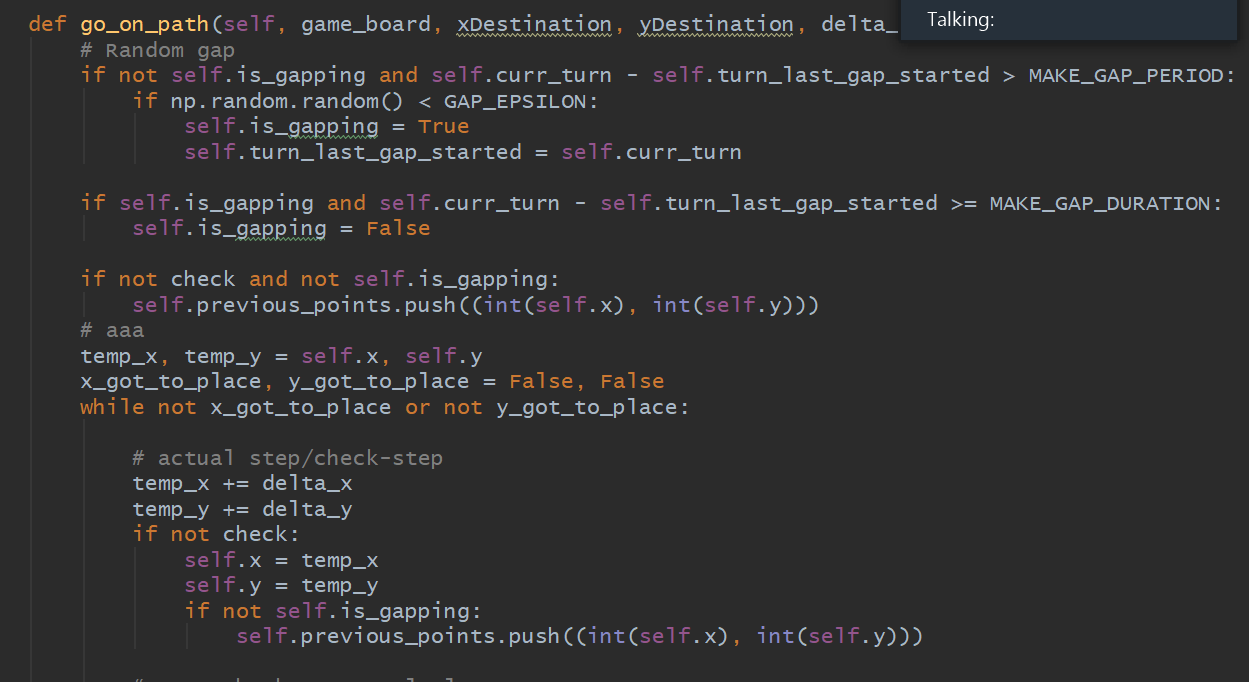 def go_on_path(self, game_board, xDestination, yDestination, delta_
Talking:
    # Random gap
    if not self.is_gapping and self.curr_turn - self.turn_last_gap_started > MAKE_GAP_PERIOD:
        if np.random.random() < GAP_EPSILON:
            self.is_gapping = True
            self.turn_last_gap_started = self.curr_turn
    if self.is_gapping and self.curr_turn - self.turn_last_gap_started >= MAKE_GAP_DURATION:
        self.is_gapping = False
    if not check and not self.is_gapping:
        self.previous_points.push((int(self.x), int(self.y)))
    # aaa
    temp_x, temp_y = self.x, self.y
    x_got_to_place, y_got_to_place = False, False
    while not x_got_to_place or not y_got_to_place:
        # actual step/check-step
        temp_x += delta_x
        temp_y += delta_y
        if not check:
            self.x = temp_x
            self.y = temp_y
            if not self.is_gapping:
                self.previous_points.push((int(self.x), int(self.y)))